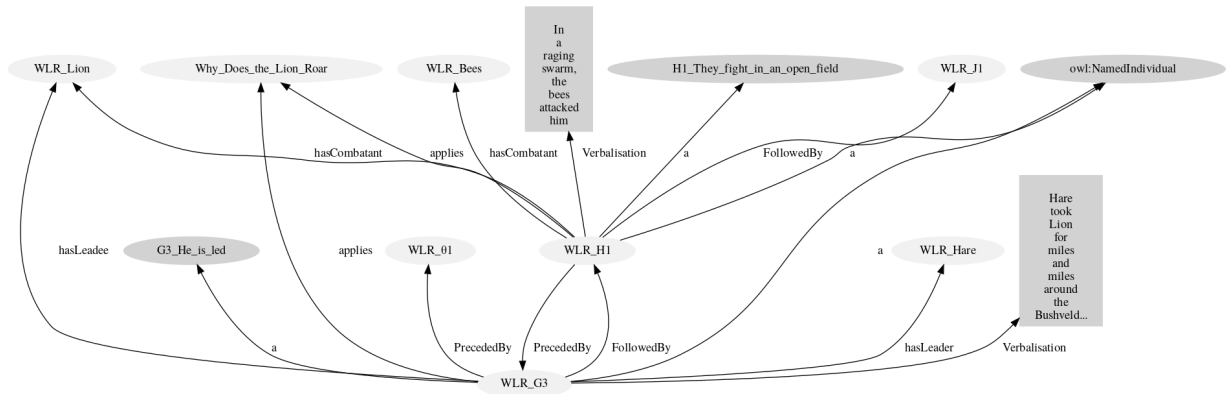 In
a
raging
swarm,
the
bees
attacked
him
WLR_Lion
Why_Does_the_Lion_Roar
WLR_Bees
H1_They_fight_in_an_open_field
WLR_J1
owl:NamedIndividual
hasCombatant
applies
hasCombatant
Verbalisation
a
FollowedBy
a
Hare
took
Lion
for
miles
and
miles
around
the
Bushveld...
hasLeadee
G3_He_is_led
applies
WLR_θ1
WLR_H1
a
WLR_Hare
a
PrecededBy
PrecededBy
FollowedBy
hasLeader
Verbalisation
WLR_G3